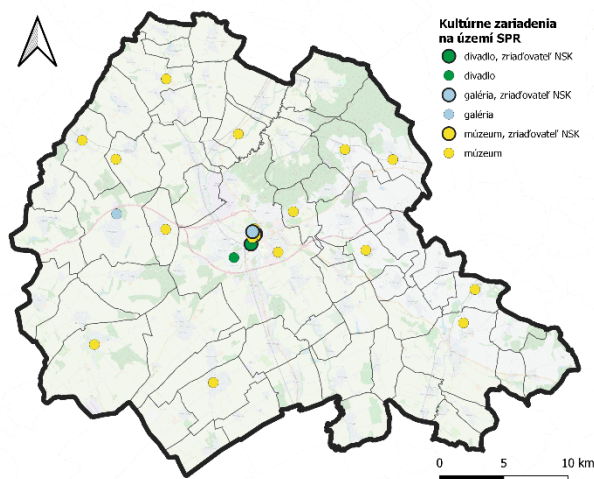 Kultúrne zariadenia
na území SPR
divadlo, zriaďovateľ NSK
divadlo
galéria, zriaďovateľ NSK
galéria
múzeum, zriaďovateľ NSK
múzeum
0 5 10 km